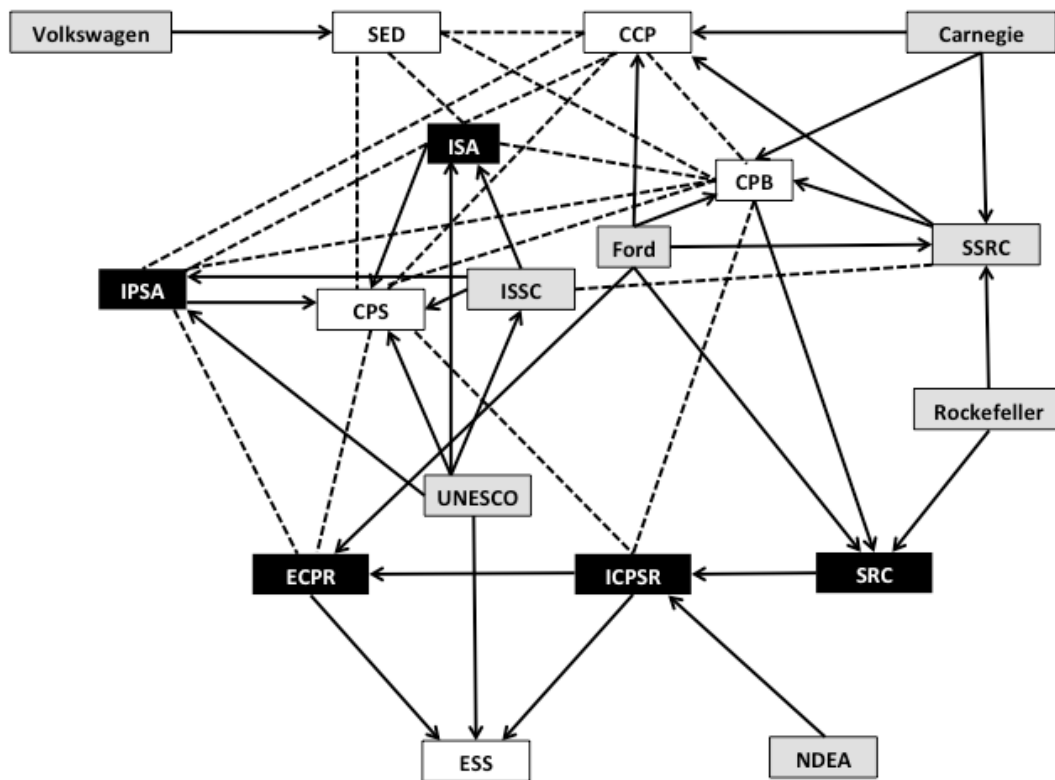 Volkswagen
SED
CCP
Carnegie
ISA
CPB
Ford
SSRC
IPSA
CPS
ISSC
Rockefeller
UNESCO
ECPR
ICPSR
SRC
ESS
NDEA